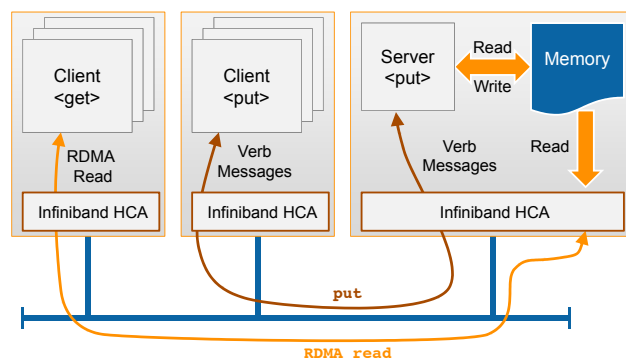 Client
<get>
RDMA
Read
Infiniband HCA
Client
<put>
Verb
Messages
Infiniband HCA
Server
<put>
Read
Write
Memory
Verb
Messages
Read
Infiniband HCA
put
RDMA read